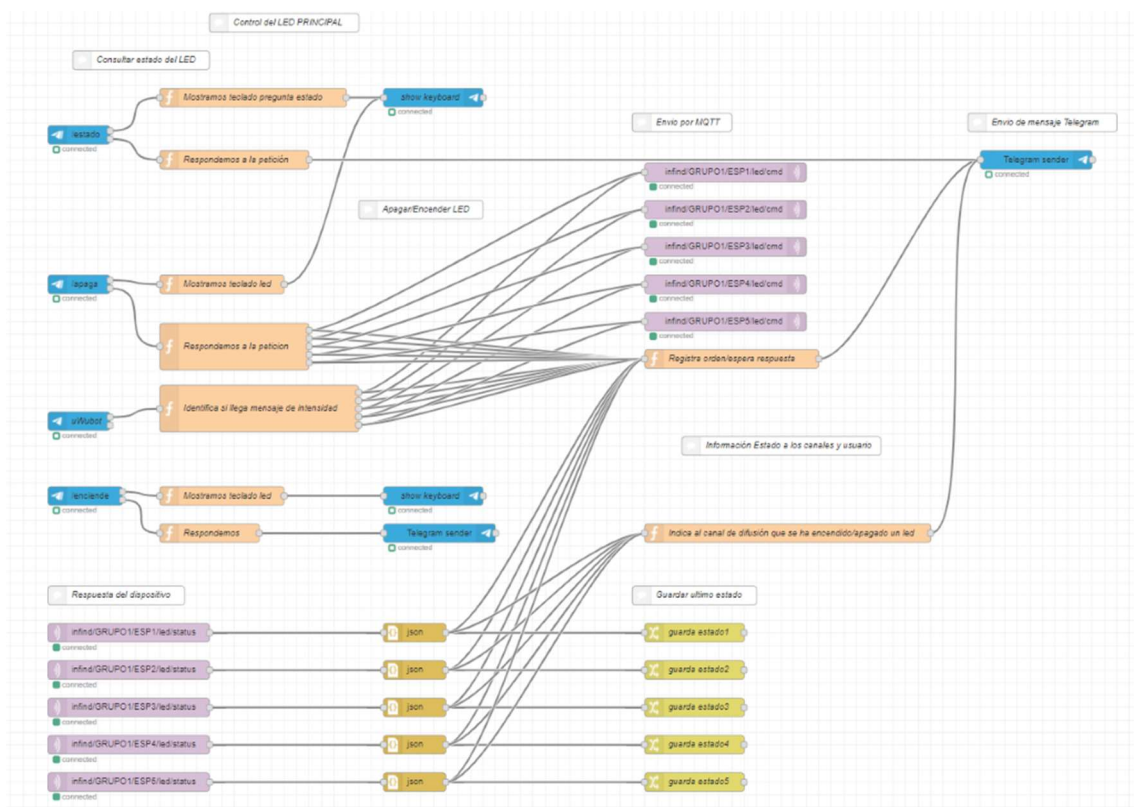 Control del LED PRINCIPAL
Consultar estado del LED
Mostramos teclado pregunta estado
show keyboard
connected
/estado
connected
Respondemos a la petición
Envio por MQTT
Envio de mensaje Telegram
Telegram sender
connected
infind/GRUPO1/ESP1/led/cmd
connected
Apagar/Encender LED
infind/GRUPO1/ESP2/led/cmd
connected
infind/GRUPO1/ESP3/led/cmd
connected
/apaga
connected
Mostramos teclado led
infind/GRUPO1/ESP4/led/cmd
connected
infind/GRUPO1/ESP5/led/cmd
connected
Respondemos a la peticion
Registra orden/espera respuesta
Identifica si llega mensaje de intensidad
uWubot
connected
Información Estado a los canales y usuario
/enciende
connected
Mostramos teclado led
show keyboard
connected
Respondemos
Telegram sender
connected
Indica al canal de difusión que se ha encendido/apagado un led
Respuesta del dispositivo
Guardar ultimo estado
infind/GRUPO1/ESP1/led/status
connected
json
guarda estado1
infind/GRUPO1/ESP2/led/status
connected
json
guarda estado2
infind/GRUPO1/ESP3/led/status
connected
json
guarda estado3
infind/GRUPO1/ESP4/led/status
connected
json
guarda estado4
infind/GRUPO1/ESP5/led/status
connected
json
guarda estado5